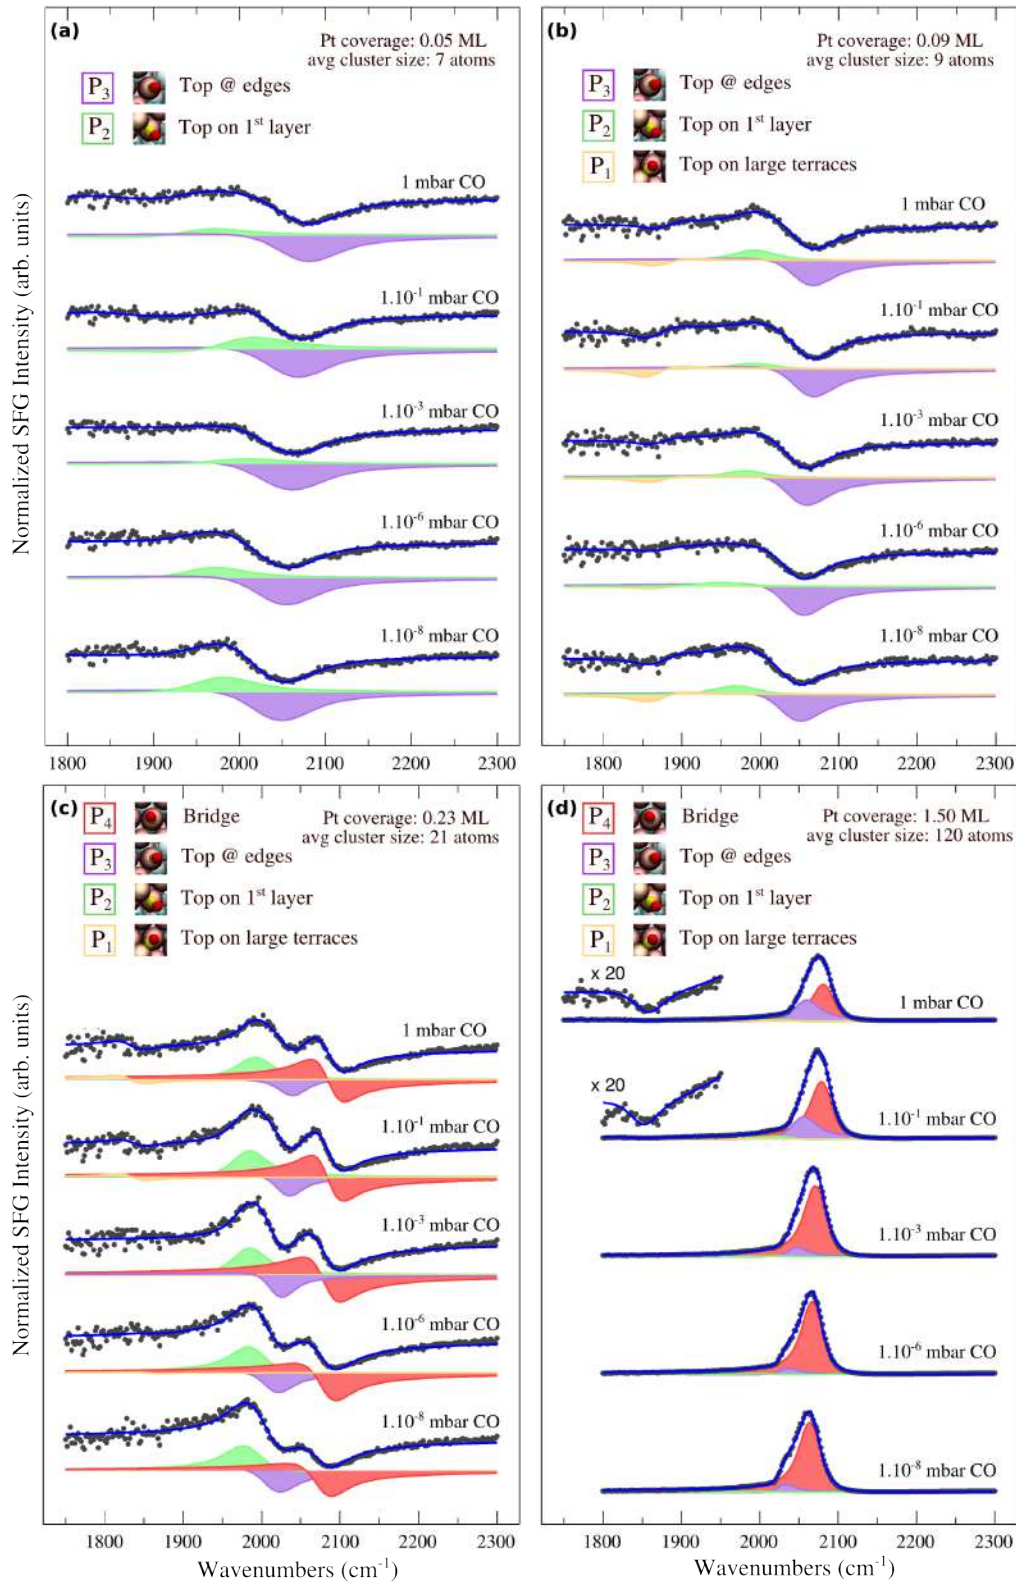 (a)
Pt coverage: 0.05 ML
avg cluster size: 7 atoms
P3 Top @ edges
P2 Top on 1st layer
1 mbar CO
1.10-1 mbar CO
1.10-3 mbar CO
1.10-6 mbar CO
1.10-8 mbar CO
1800 1900 2000 2100 2200 2300
Normalized SFG Intensity (arb. units)
(b)
Pt coverage: 0.09 ML
avg cluster size: 9 atoms
P3 Top @ edges
P2 Top on 1st layer
P1 Top on large terraces
1 mbar CO
1.10-1 mbar CO
1.10-3 mbar CO
1.10-6 mbar CO
1.10-8 mbar CO
1800 1900 2000 2100 2200 2300
(c)
Pt coverage: 0.23 ML
avg cluster size: 21 atoms
P4 Bridge
P3 Top @ edges
P2 Top on 1st layer
P1 Top on large terraces
1 mbar CO
1.10-1 mbar CO
1.10-3 mbar CO
1.10-6 mbar CO
1.10-8 mbar CO
1800 1900 2000 2100 2200 2300
Wavenumbers (cm-1)
Normalized SFG Intensity (arb. units)
(d)
Pt coverage: 1.50 ML
avg cluster size: 120 atoms
P4 Bridge
P3 Top @ edges
P2 Top on 1st layer
P1 Top on large terraces
x 20
1 mbar CO
x 20
1.10-1 mbar CO
1.10-3 mbar CO
1.10-6 mbar CO
1.10-8 mbar CO
1800 1900 2000 2100 2200 2300
Wavenumbers (cm-1)